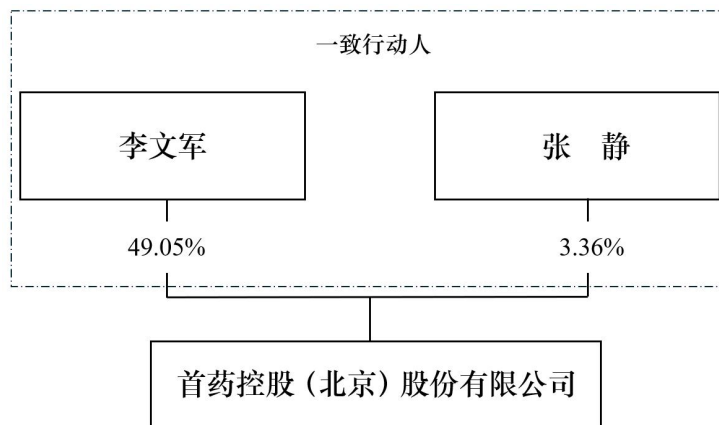 一致行动人
李文军
张　静
49.05%
3.36%
首药控股（北京）股份有限公司